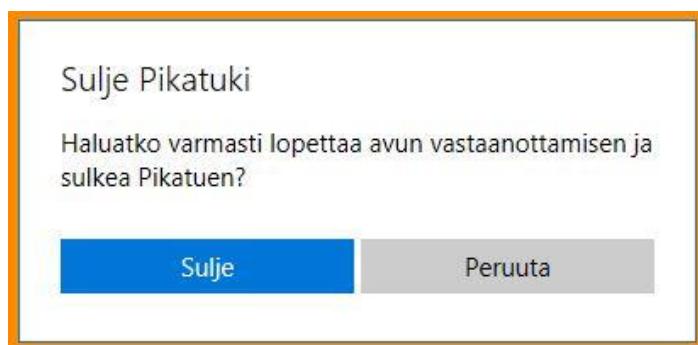 Sulje Pikatuki
Haluatko varmasti lopettaa avun vastaanottamisen ja
sulkea Pikatuen?
Sulje
Peruuta